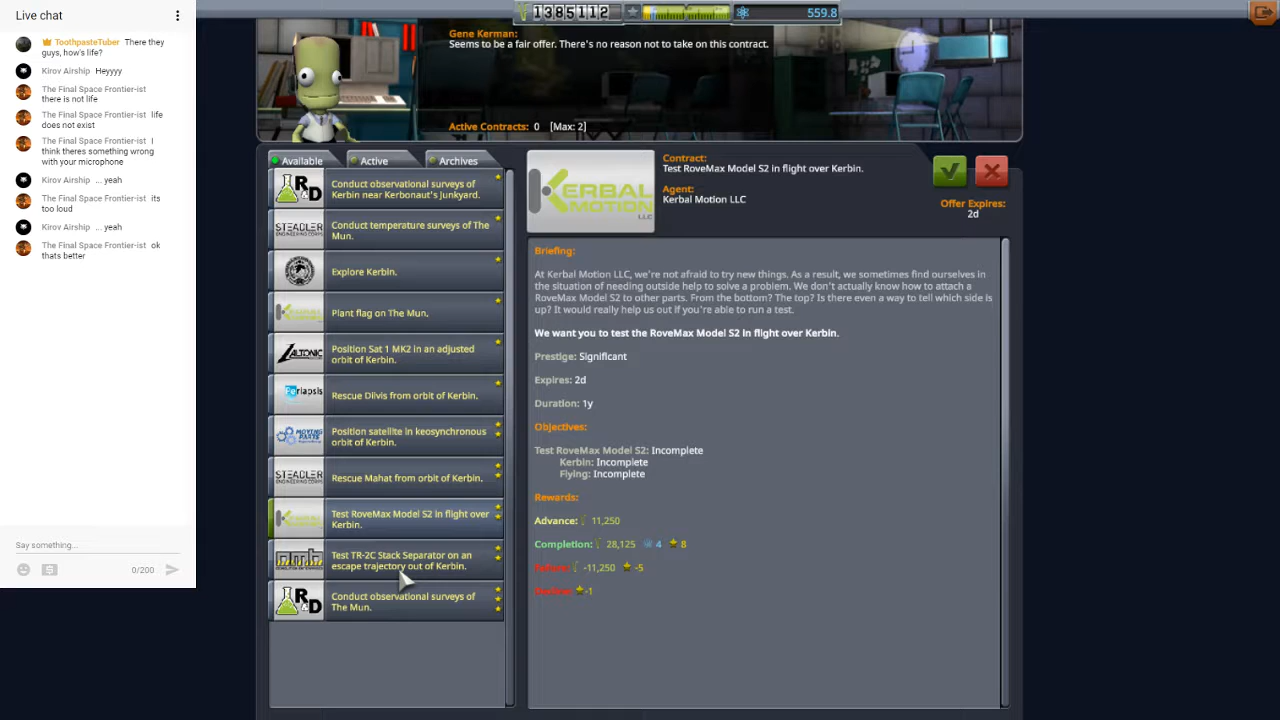 Live chat
ToothpasteTuber There they
guys, how's life?
Kirov Airship Heyyyy
The Final Space Frontier-ist
there is not life
The Final Space Frontier-ist life
does not exist
The Final Space Frontier-ist I
think theres something wrong
with your microphone
Kirov Airship ... yeah
The Final Space Frontier-ist its
too loud
Kirov Airship ... yeah
The Final Space Frontier-ist ok
thats better
Say something...
0/200
1385112
559.8
Gene Kerman:
Seems to be a fair offer. There's no reason not to take on this contract.
Active Contracts: 0 [Max: 2]
Available
Active
Archives
R&D
Conduct observational surveys of
Kerbin near Kerbonaut's Junkyard.
STEADLER
ENGINEERING CORPS
Conduct temperature surveys of The
Mun.
Explore Kerbin.
Plant flag on The Mun.
Position Sat 1 MK2 in an adjusted
orbit of Kerbin.
Periapsis
Rescue Dilvis from orbit of Kerbin.
MOVING
PARTS
Position satellite in keosynchronous
orbit of Kerbin.
STEADLER
ENGINEERING CORPS
Rescue Mahat from orbit of Kerbin.
Test RoveMax Model S2 in flight over
Kerbin.
Test TR-2C Stack Separator on an
escape trajectory out of Kerbin.
R&D
Conduct observational surveys of
The Mun.
KERBAL
MOTION
LLC
Contract:
Test RoveMax Model S2 in flight over Kerbin.
Agent:
Kerbal Motion LLC
Offer Expires:
2d
Briefing:
At Kerbal Motion LLC, we're not afraid to try new things. As a result, we sometimes find ourselves in
the situation of needing outside help to solve a problem. We don't actually know how to attach a
RoveMax Model S2 to other parts. From the bottom? The top? Is there even a way to tell which side is
up? It would really help us out if you're able to run a test.
We want you to test the RoveMax Model S2 in flight over Kerbin.
Prestige: Significant
Expires: 2d
Duration: 1y
Objectives:
Test RoveMax Model S2: Incomplete
Kerbin: Incomplete
Flying: Incomplete
Rewards:
Advance: 11,250
Completion: 28,125 4 8
Failure: -11,250 -5
Decline: -1